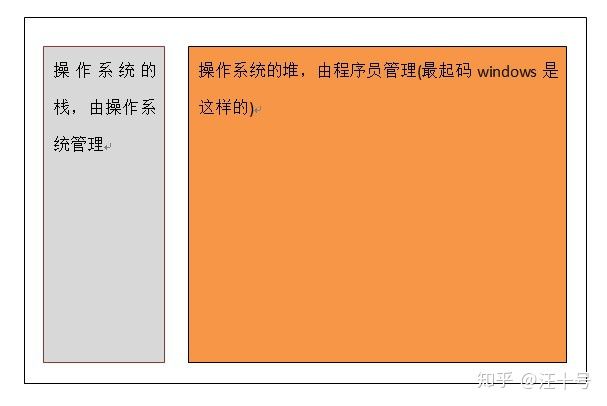 操作系统的
栈，由操作系
统管理
操作系统的堆，由程序员管理(最起码 windows 是
这样的)
知乎 @汪十号